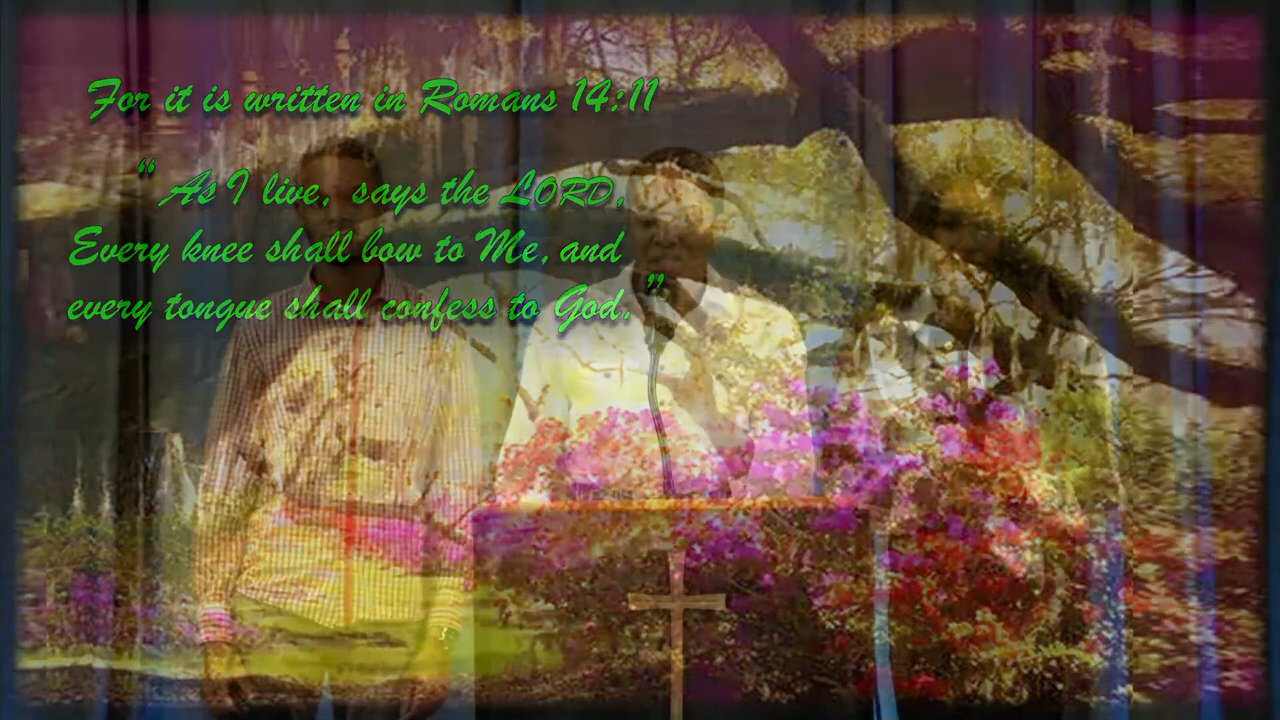 For it is written in Romans 14:11
“ As I live, says the LORD,
Every knee shall bow to Me, and
every tongue shall confess to God. ”